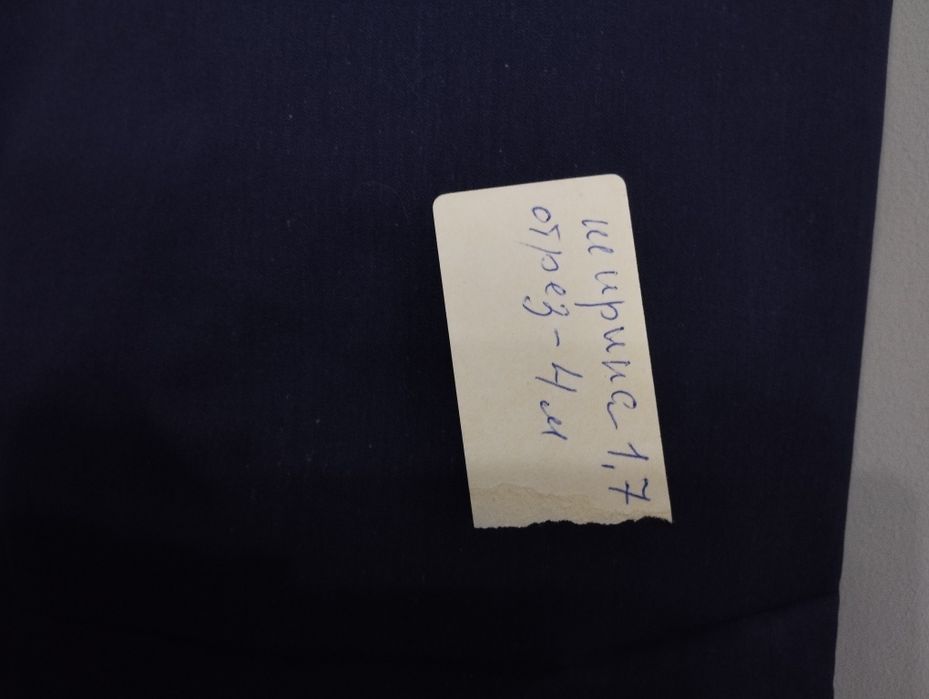 ширина 1,7
отрез - 4 м